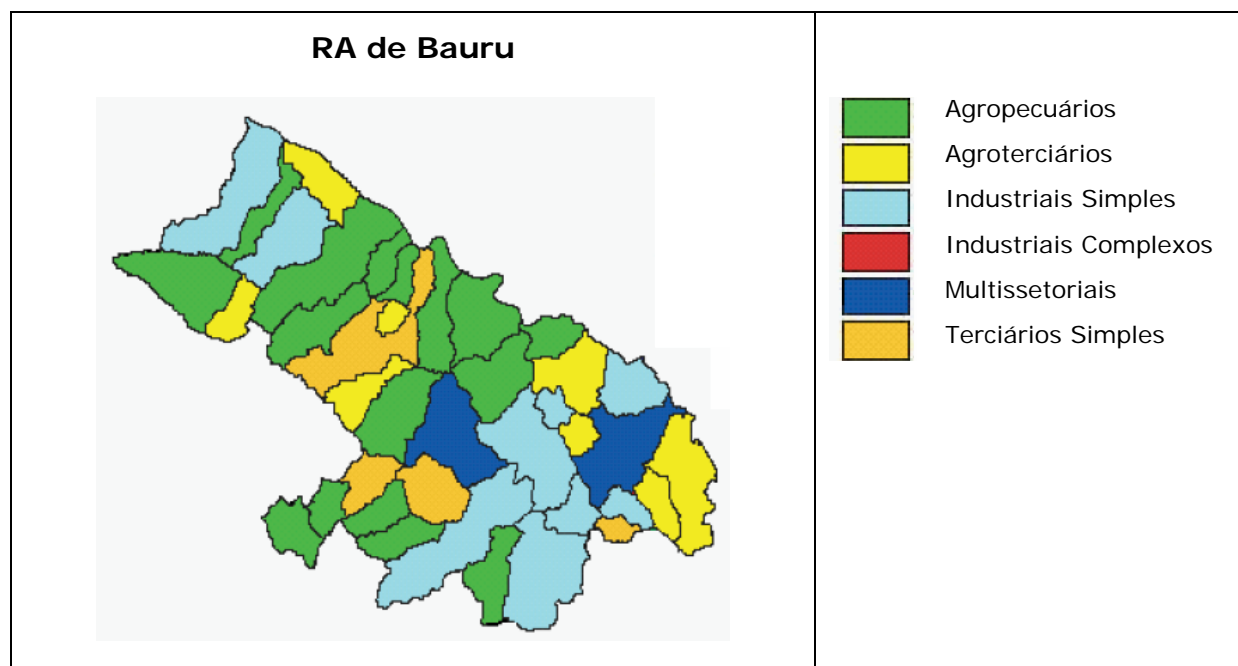 RA de Bauru
Agropecuários
Agroterciários
Industriais Simples
Industriais Complexos
Multissetoriais
Terciários Simples